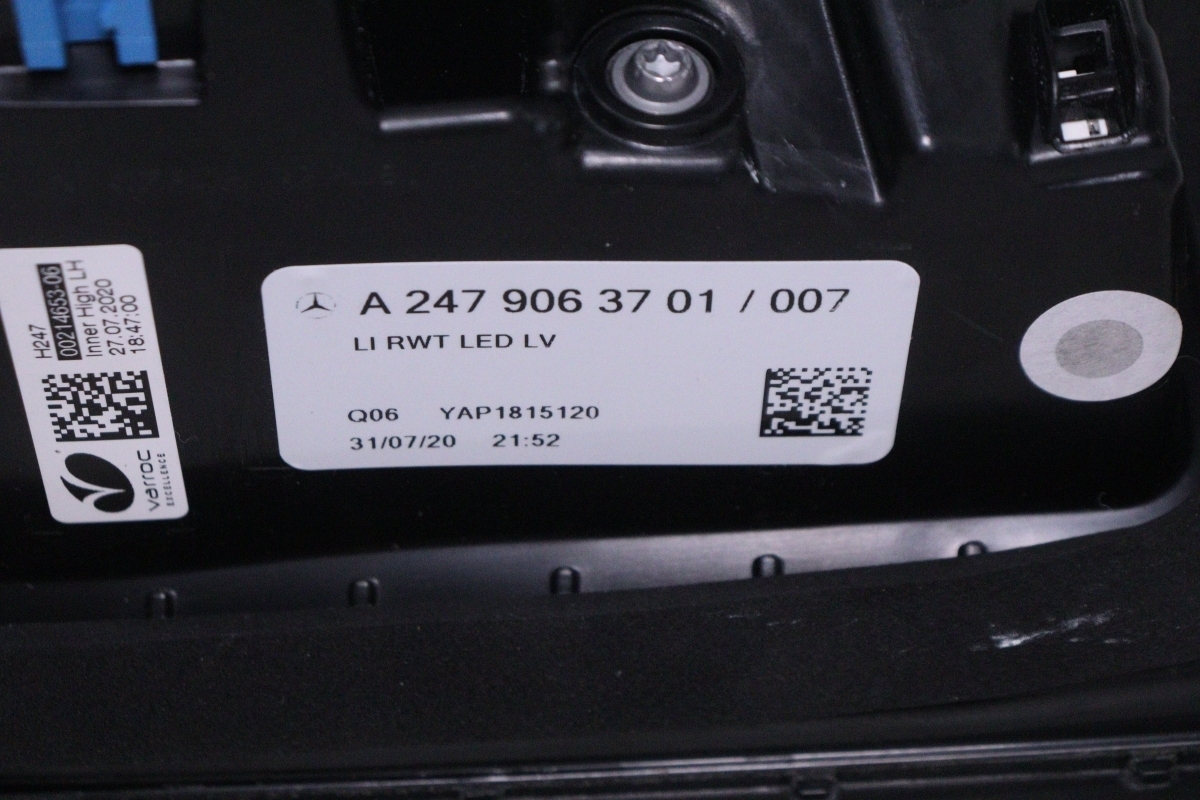 H247
00214653-06
Inner High LH
27.07.2020
18:47:00
varroc
EXCELLENCE
A 247 906 37 01 / 007
LI RWT LED LV
Q06 YAP1815120
31/07/20 21:52